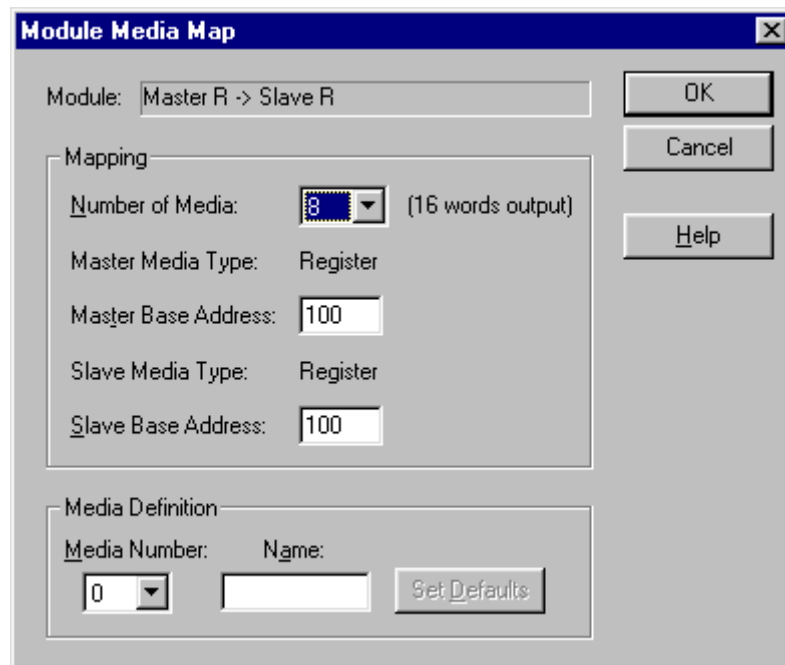 Module Media Map
Module: Master R -> Slave R
OK
Cancel
Help
Mapping
Number of Media: 8 (16 words output)
Master Media Type: Register
Master Base Address: 100
Slave Media Type: Register
Slave Base Address: 100
Media Definition
Media Number: Name:
0 Set Defaults